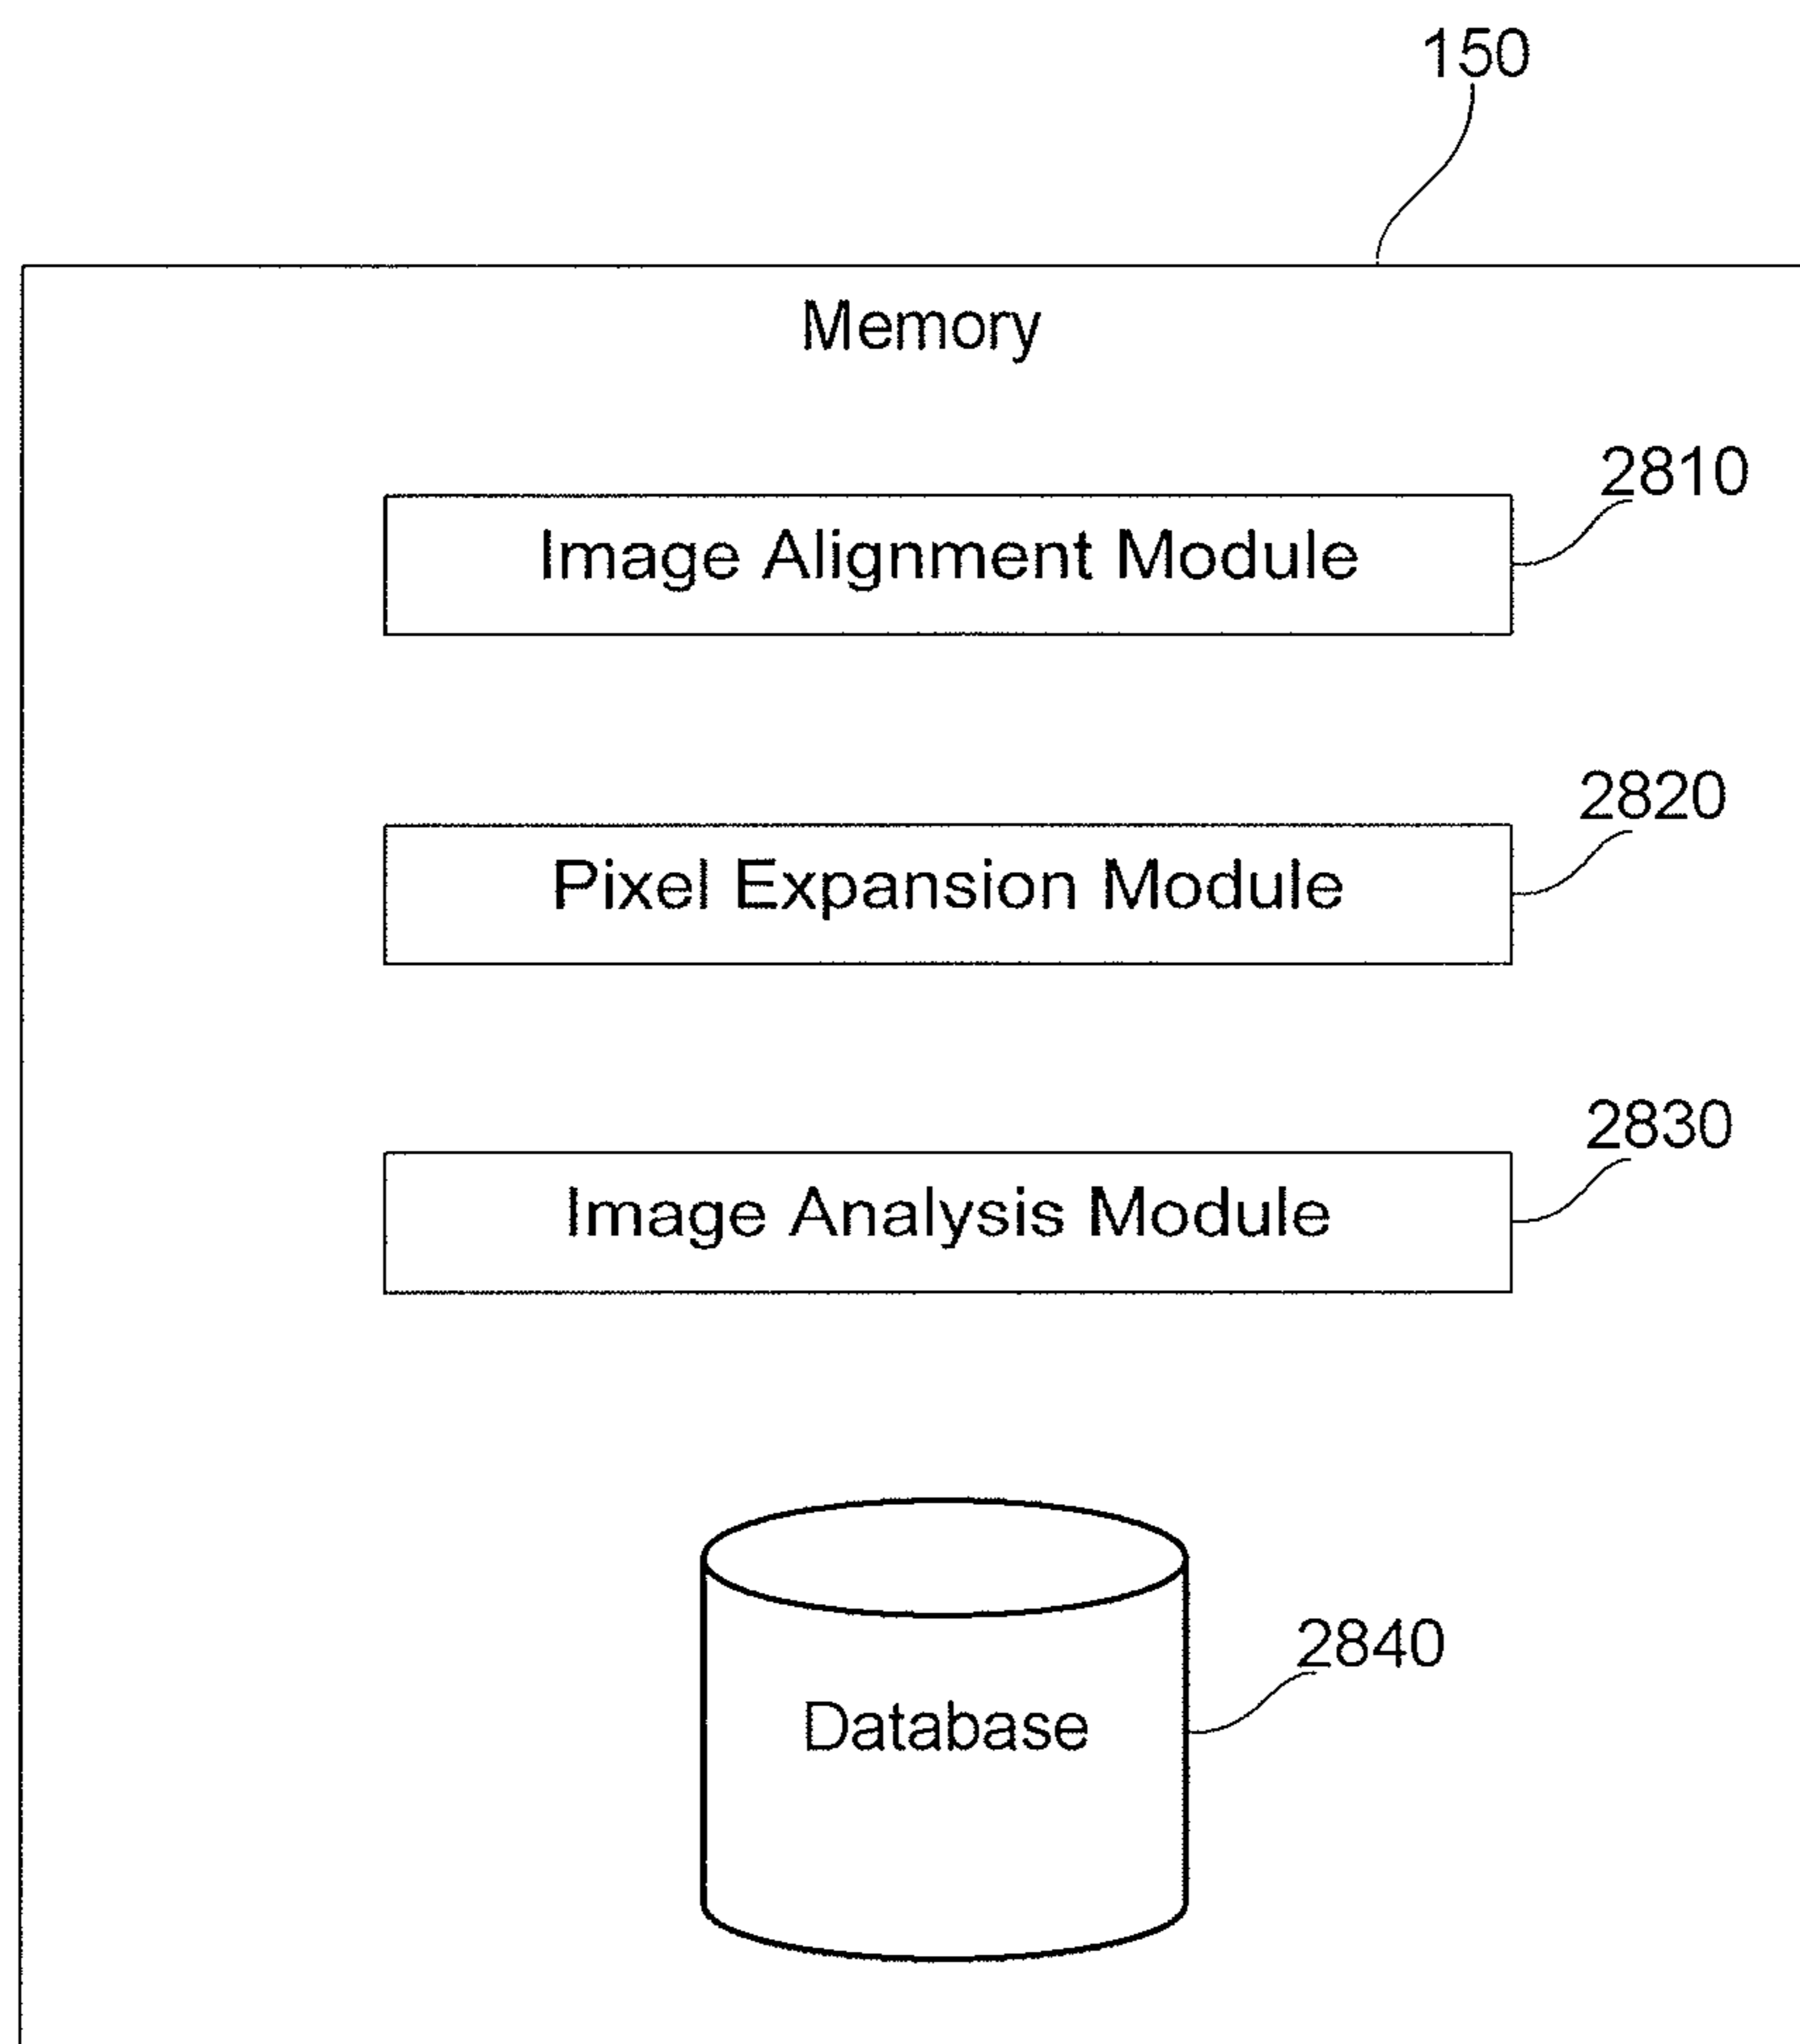 150
Memory
2810
Image Alignment Module
2820
Pixel Expansion Module
2830
Image Analysis Module
2840
Database